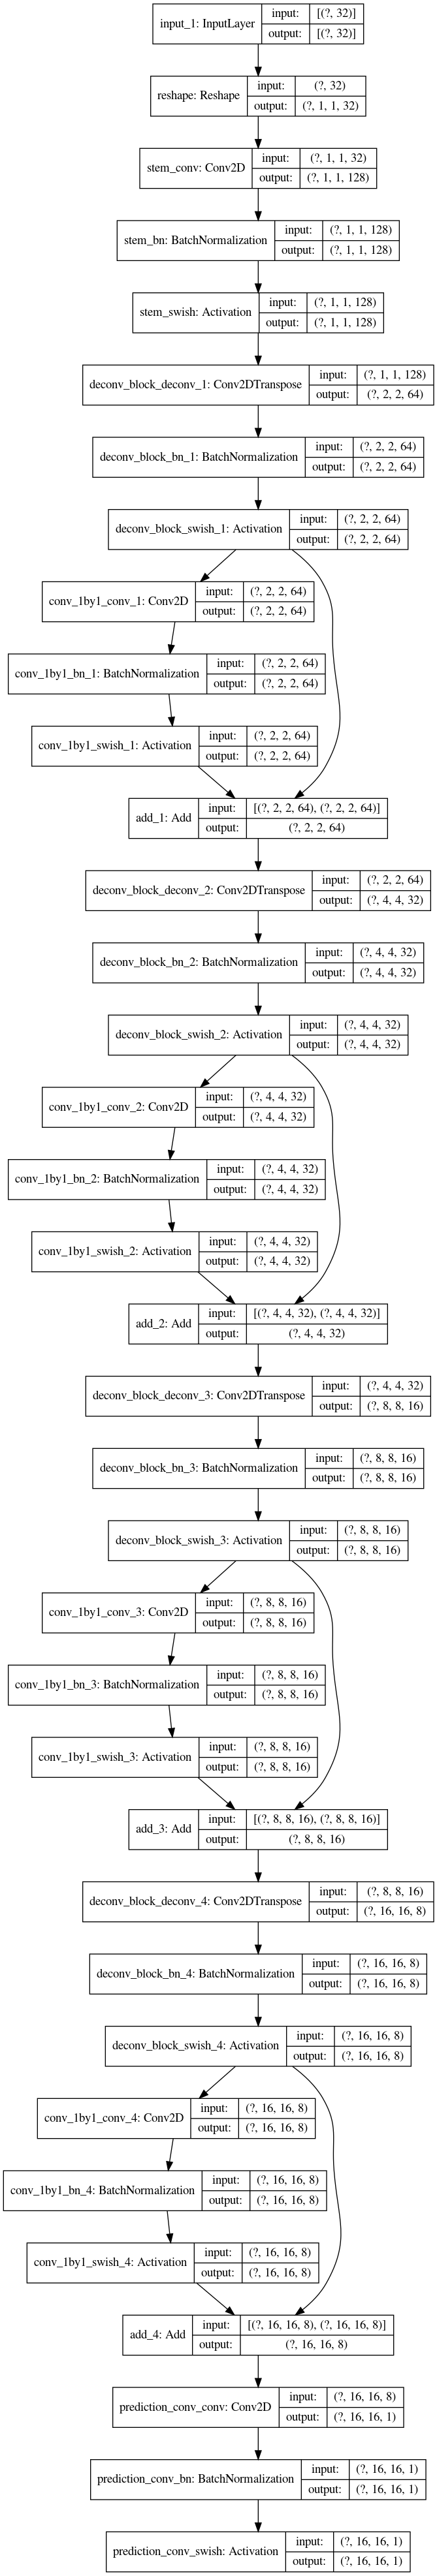 input_1: InputLayer
input: [(?, 32)]
output: [(?, 32)]
reshape: Reshape
input: (?, 32)
output: (?, 1, 1, 32)
stem_conv: Conv2D
input: (?, 1, 1, 32)
output: (?, 1, 1, 128)
stem_bn: BatchNormalization
input: (?, 1, 1, 128)
output: (?, 1, 1, 128)
stem_swish: Activation
input: (?, 1, 1, 128)
output: (?, 1, 1, 128)
deconv_block_deconv_1: Conv2DTranspose
input: (?, 1, 1, 128)
output: (?, 2, 2, 64)
deconv_block_bn_1: BatchNormalization
input: (?, 2, 2, 64)
output: (?, 2, 2, 64)
deconv_block_swish_1: Activation
input: (?, 2, 2, 64)
output: (?, 2, 2, 64)
conv_1by1_conv_1: Conv2D
input: (?, 2, 2, 64)
output: (?, 2, 2, 64)
conv_1by1_bn_1: BatchNormalization
input: (?, 2, 2, 64)
output: (?, 2, 2, 64)
conv_1by1_swish_1: Activation
input: (?, 2, 2, 64)
output: (?, 2, 2, 64)
add_1: Add
input: [(?, 2, 2, 64), (?, 2, 2, 64)]
output: (?, 2, 2, 64)
deconv_block_deconv_2: Conv2DTranspose
input: (?, 2, 2, 64)
output: (?, 4, 4, 32)
deconv_block_bn_2: BatchNormalization
input: (?, 4, 4, 32)
output: (?, 4, 4, 32)
deconv_block_swish_2: Activation
input: (?, 4, 4, 32)
output: (?, 4, 4, 32)
conv_1by1_conv_2: Conv2D
input: (?, 4, 4, 32)
output: (?, 4, 4, 32)
conv_1by1_bn_2: BatchNormalization
input: (?, 4, 4, 32)
output: (?, 4, 4, 32)
conv_1by1_swish_2: Activation
input: (?, 4, 4, 32)
output: (?, 4, 4, 32)
add_2: Add
input: [(?, 4, 4, 32), (?, 4, 4, 32)]
output: (?, 4, 4, 32)
deconv_block_deconv_3: Conv2DTranspose
input: (?, 4, 4, 32)
output: (?, 8, 8, 16)
deconv_block_bn_3: BatchNormalization
input: (?, 8, 8, 16)
output: (?, 8, 8, 16)
deconv_block_swish_3: Activation
input: (?, 8, 8, 16)
output: (?, 8, 8, 16)
conv_1by1_conv_3: Conv2D
input: (?, 8, 8, 16)
output: (?, 8, 8, 16)
conv_1by1_bn_3: BatchNormalization
input: (?, 8, 8, 16)
output: (?, 8, 8, 16)
conv_1by1_swish_3: Activation
input: (?, 8, 8, 16)
output: (?, 8, 8, 16)
add_3: Add
input: [(?, 8, 8, 16), (?, 8, 8, 16)]
output: (?, 8, 8, 16)
deconv_block_deconv_4: Conv2DTranspose
input: (?, 8, 8, 16)
output: (?, 16, 16, 8)
deconv_block_bn_4: BatchNormalization
input: (?, 16, 16, 8)
output: (?, 16, 16, 8)
deconv_block_swish_4: Activation
input: (?, 16, 16, 8)
output: (?, 16, 16, 8)
conv_1by1_conv_4: Conv2D
input: (?, 16, 16, 8)
output: (?, 16, 16, 8)
conv_1by1_bn_4: BatchNormalization
input: (?, 16, 16, 8)
output: (?, 16, 16, 8)
conv_1by1_swish_4: Activation
input: (?, 16, 16, 8)
output: (?, 16, 16, 8)
add_4: Add
input: [(?, 16, 16, 8), (?, 16, 16, 8)]
output: (?, 16, 16, 8)
prediction_conv_conv: Conv2D
input: (?, 16, 16, 8)
output: (?, 16, 16, 1)
prediction_conv_bn: BatchNormalization
input: (?, 16, 16, 1)
output: (?, 16, 16, 1)
prediction_conv_swish: Activation
input: (?, 16, 16, 1)
output: (?, 16, 16, 1)